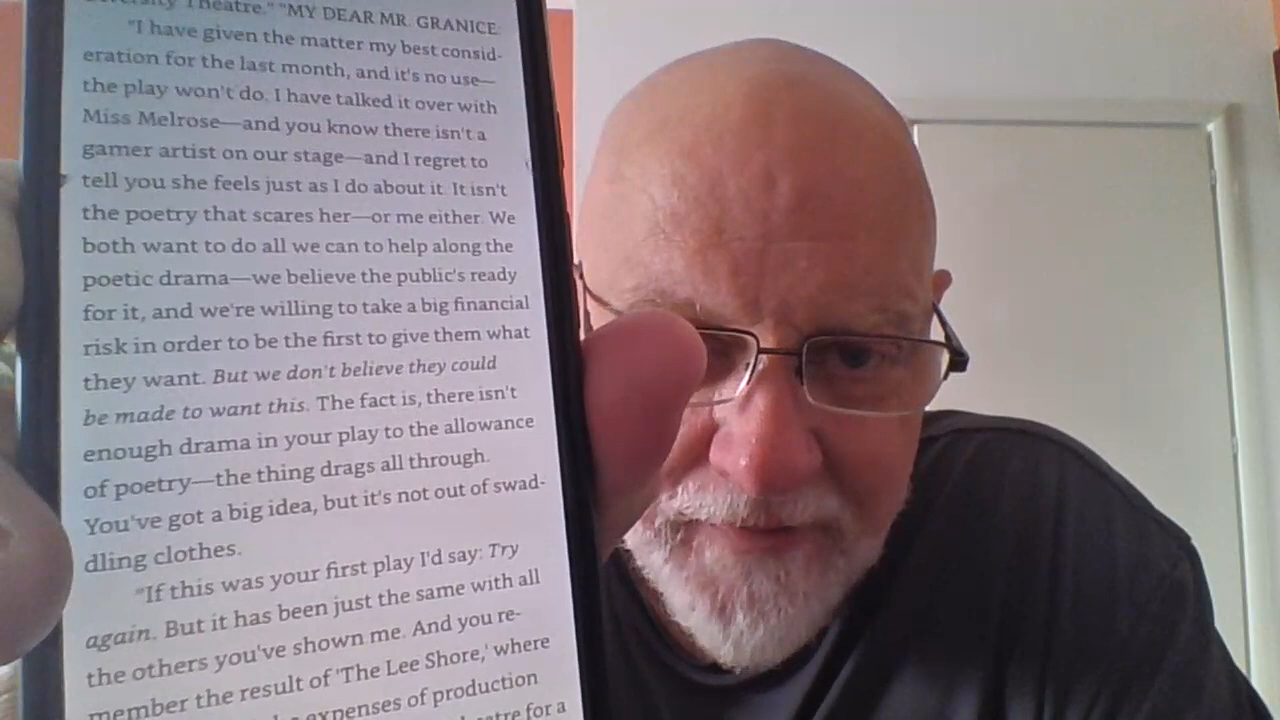 Theatre." "MY DEAR MR. GRANICE:
"I have given the matter my best consid-
eration for the last month, and it's no use—
the play won't do. I have talked it over with
Miss Melrose—and you know there isn't a
gamer artist on our stage—and I regret to
tell you she feels just as I do about it. It isn't
the poetry that scares her—or me either. We
both want to do all we can to help along the
poetic drama—we believe the public's ready
for it, and we're willing to take a big financial
risk in order to be the first to give them what
they want. But we don't believe they could
be made to want this. The fact is, there isn't
enough drama in your play to the allowance
of poetry—the thing drags all through.
You've got a big idea, but it's not out of swad-
dling clothes.
"If this was your first play I'd say: Try
again. But it has been just the same with all
the others you've shown me. And you re-
member the result of 'The Lee Shore,' where
expenses of production
for a